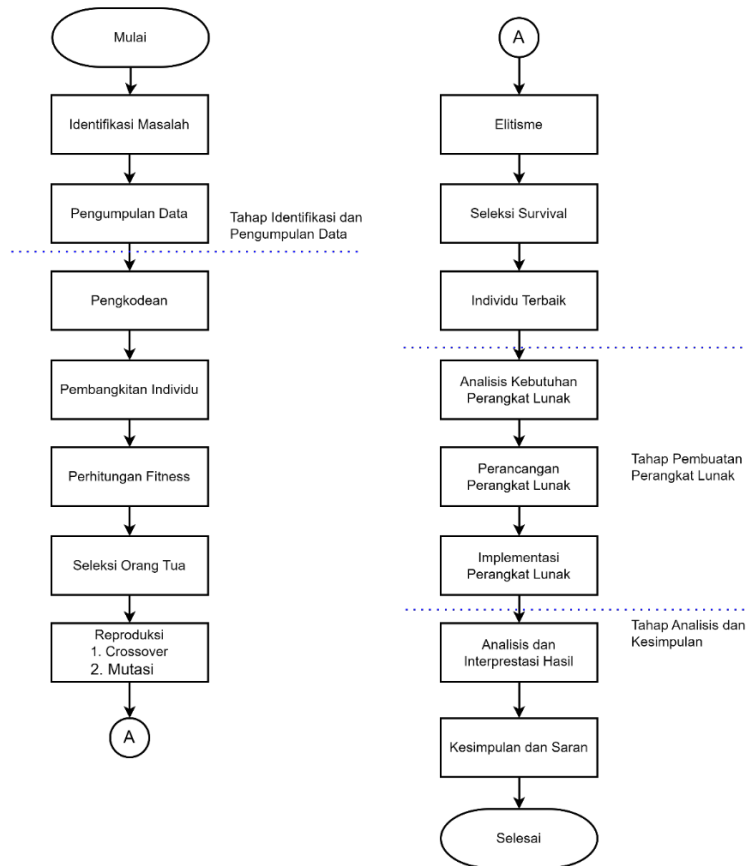 Mulai
Identifikasi Masalah
Pengumpulan Data
Tahap Identifikasi dan
Pengumpulan Data
Pengkodean
Pembangkitan Individu
Perhitungan Fitness
Seleksi Orang Tua
Reproduksi
1. Crossover
2. Mutasi
A
A
Elitisme
Seleksi Survival
Individu Terbaik
Analisis Kebutuhan
Perangkat Lunak
Perancangan
Perangkat Lunak
Tahap Pembuatan
Perangkat Lunak
Implementasi
Perangkat Lunak
Tahap Analisis dan
Kesimpulan
Analisis dan
Interprestasi Hasil
Kesimpulan dan Saran
Selesai